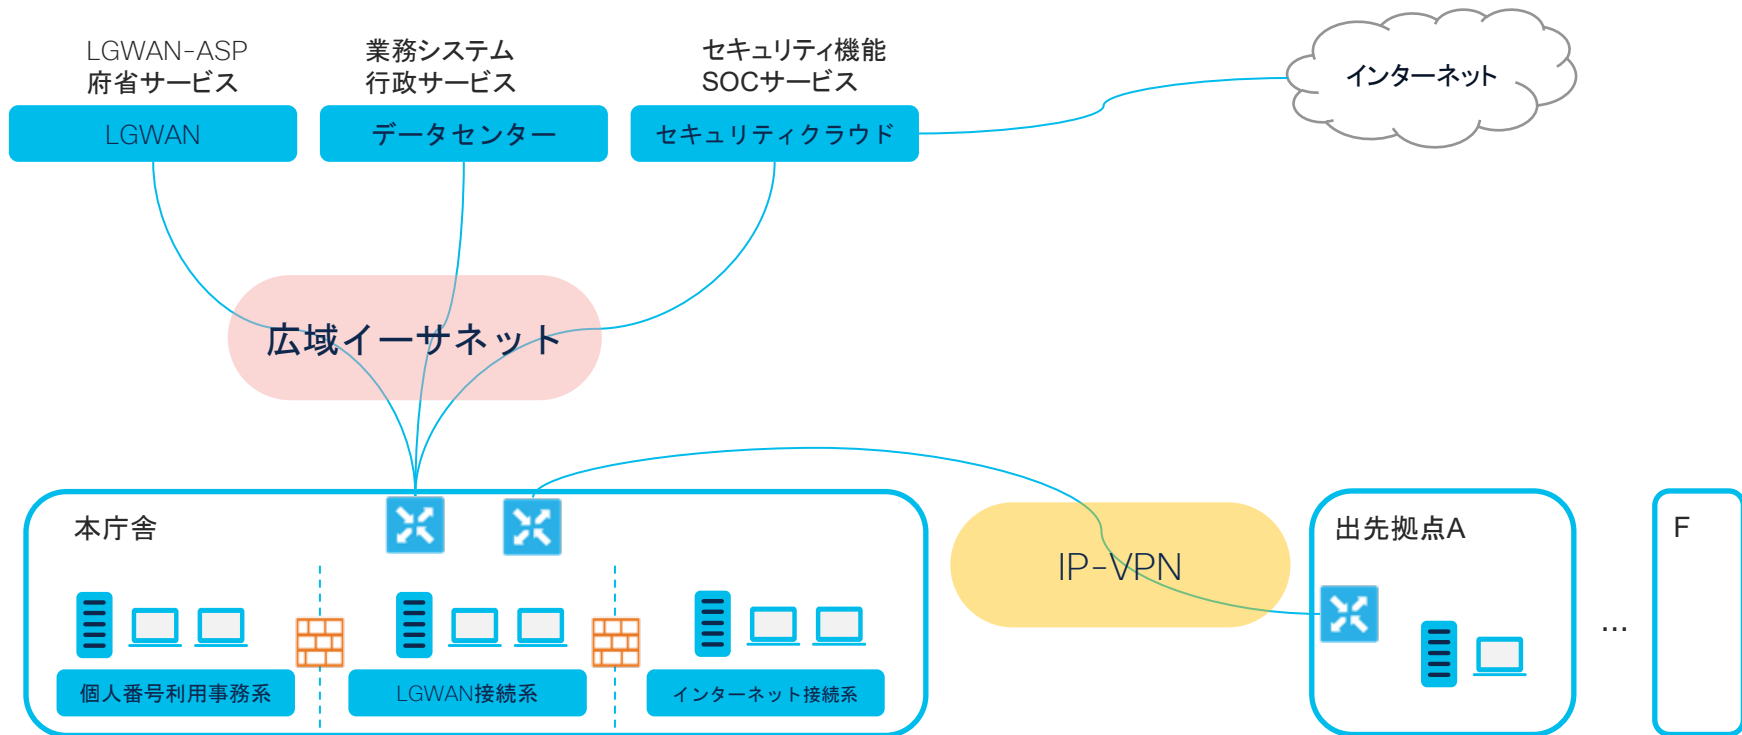 LGWAN-ASP
府省サービス
業務システム
行政サービス
セキュリティ機能
SOCサービス
インターネット
LGWAN
データセンター
セキュリティクラウド
広域イーサネット
本庁舎
IP-VPN
出先拠点A
...
F
個人番号利用事務系
LGWAN接続系
インターネット接続系